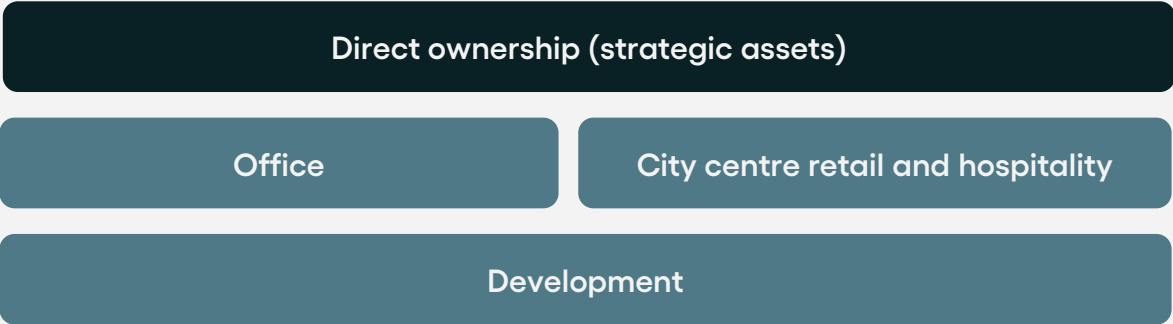 Direct ownership (strategic assets)
Office
City centre retail and hospitality
Development